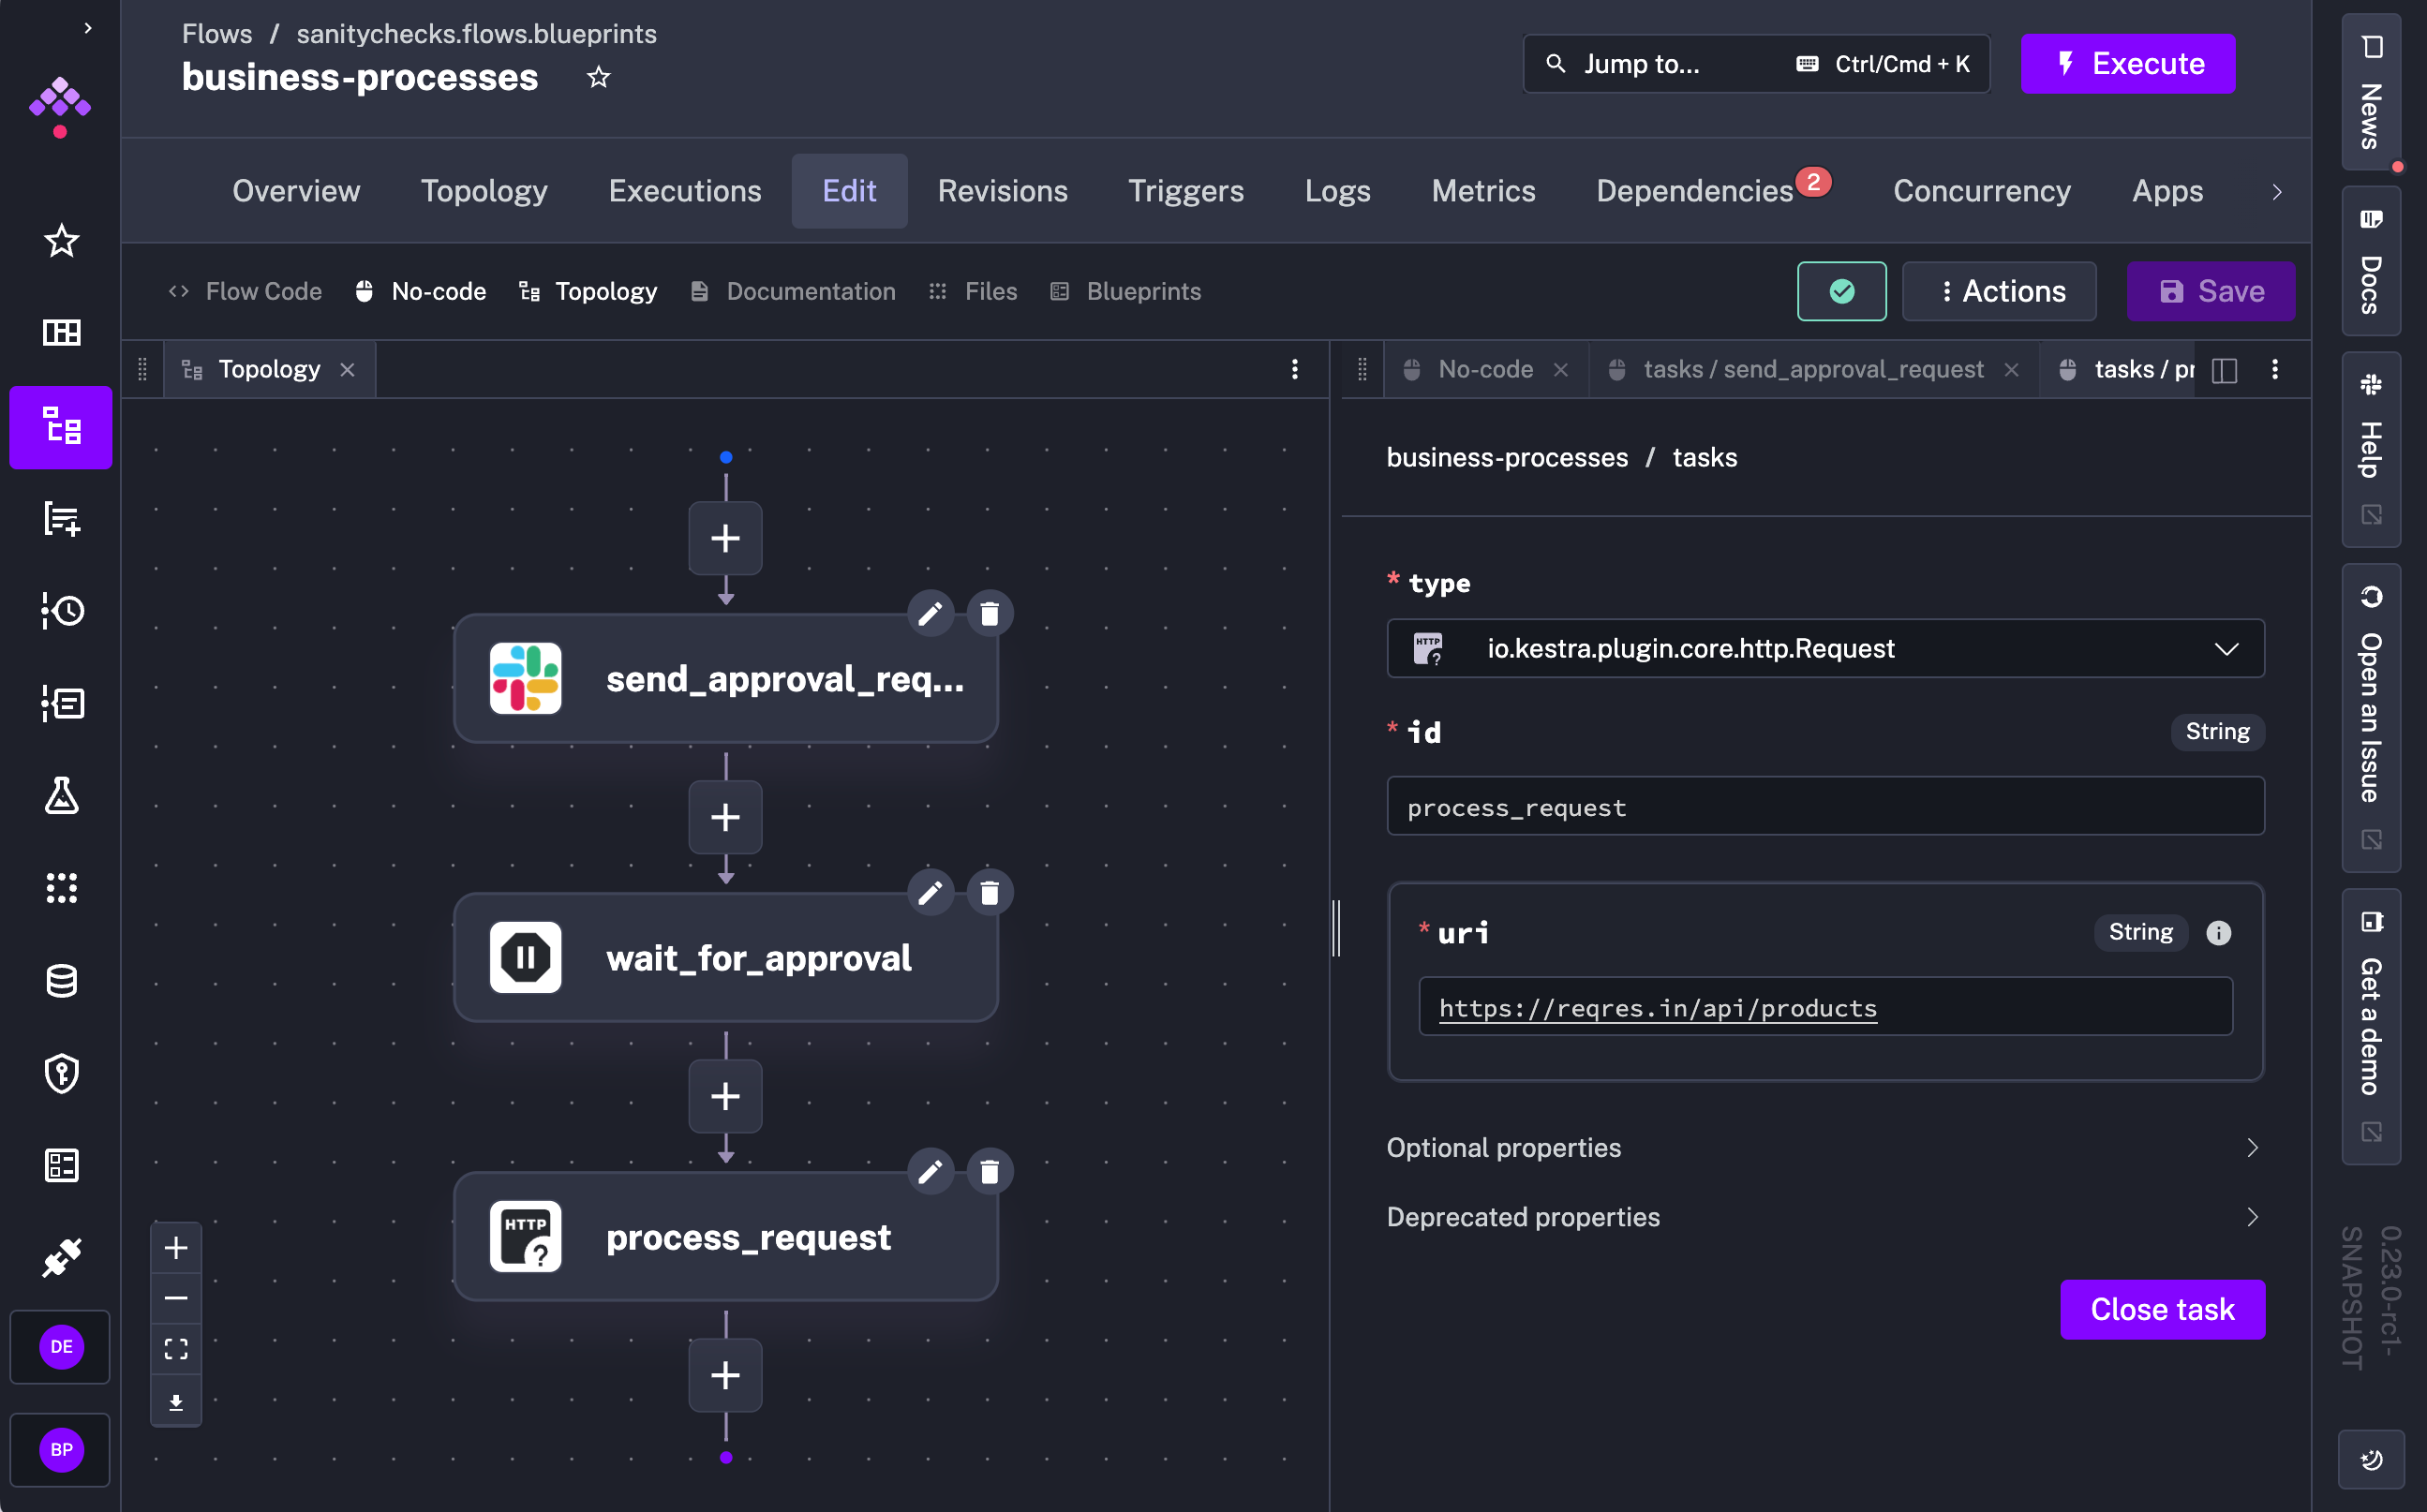 Flows / sanitychecks.flows.blueprints
business-processes
Jump to...
Ctrl/Cmd + K
Execute
Overview
Topology
Executions
Edit
Revisions
Triggers
Logs
Metrics
Dependencies
2
Concurrency
Apps
Flow Code
No-code
Topology
Documentation
Files
Blueprints
Actions
Save
Topology
No-code
tasks / send_approval_request
tasks / pr
send_approval_req...
wait_for_approval
HTTP
?
process_request
business-processes / tasks
* type
HTTP
?
io.kestra.plugin.core.http.Request
* id
String
process_request
* uri
String
https://reqres.in/api/products
Optional properties
Deprecated properties
Close task
DE
BP
News
Docs
Help
Open an Issue
Get a demo
0.23.0-rc1-
SNAPSHOT